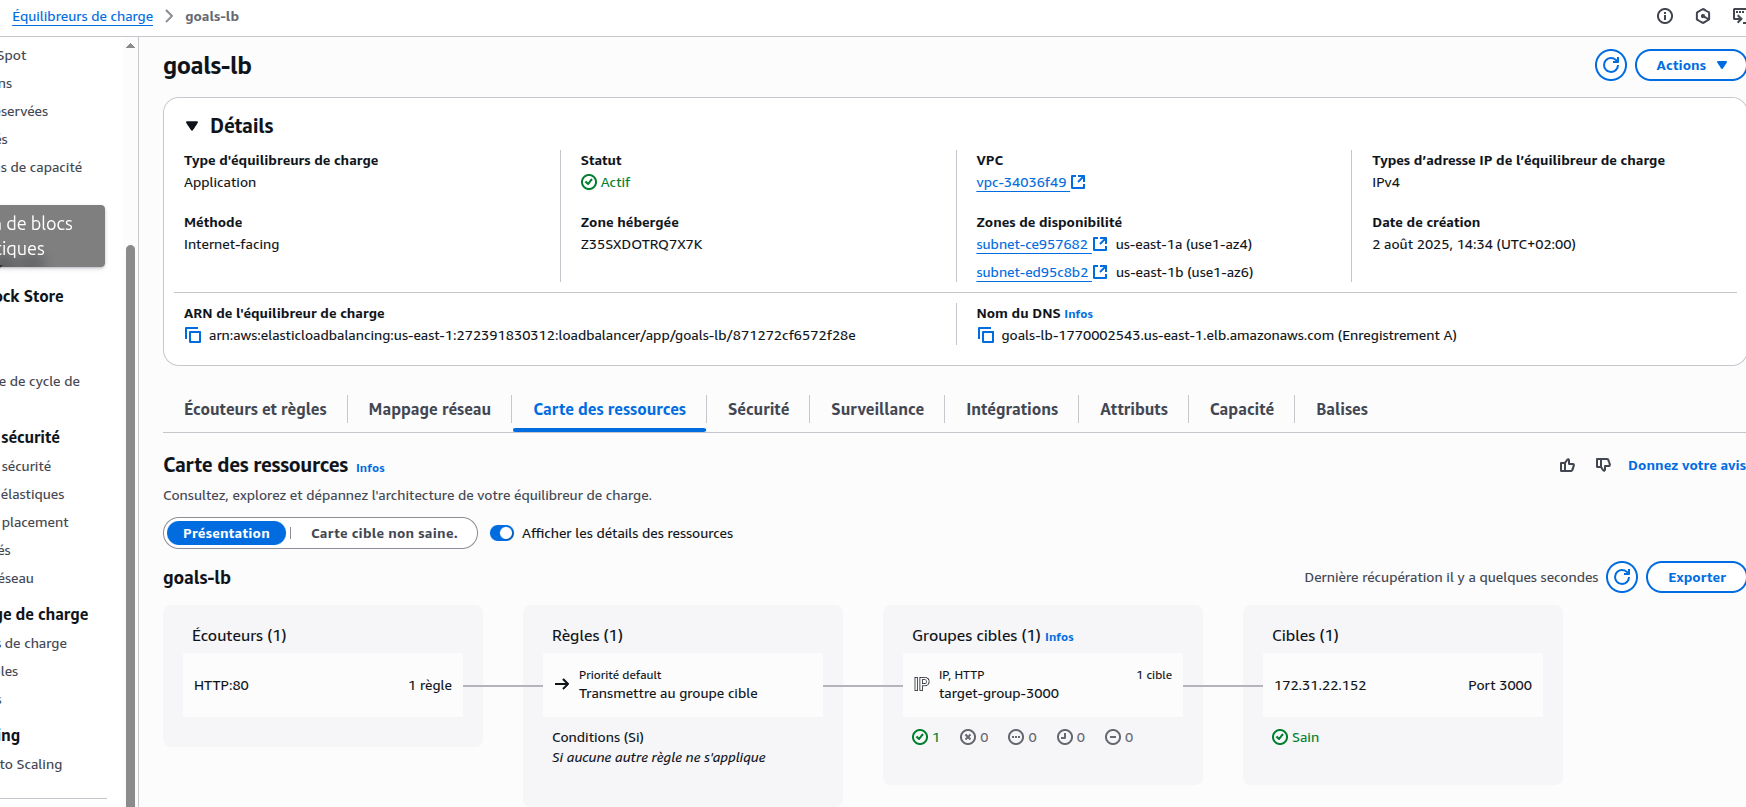 Équilibreurs de charge > goals-lb
Spot
ns
servées
és
s de capacité
de blocs
tiques
ock Store
e de cycle de
sécurité
sécurité
élastiques
placement
és
éseau
ge de charge
s de charge
les
s
ing
to Scaling
goals-lb
Actions
Détails
Type d'équilibreurs de charge
Application
Statut
Actif
VPC
vpc-34036f49
Types d’adresse IP de l’équilibreur de charge
IPv4
Méthode
Internet-facing
Zone hébergée
Z35SXDOTRQ7X7K
Zones de disponibilité
subnet-ce957682 us-east-1a (use1-az4)
subnet-ed95c8b2 us-east-1b (use1-az6)
Date de création
2 août 2025, 14:34 (UTC+02:00)
ARN de l'équilibreur de charge
arn:aws:elasticloadbalancing:us-east-1:272391830312:loadbalancer/app/goals-lb/871272cf6572f28e
Nom du DNS Infos
goals-lb-1770002543.us-east-1.elb.amazonaws.com (Enregistrement A)
Écouteurs et règles
Mappage réseau
Carte des ressources
Sécurité
Surveillance
Intégrations
Attributs
Capacité
Balises
Carte des ressources Infos
Donnez votre avis
Consultez, explorez et dépannez l'architecture de votre équilibreur de charge.
Présentation
Carte cible non saine.
Afficher les détails des ressources
goals-lb
Dernière récupération il y a quelques secondes
Exporter
Écouteurs (1)
HTTP:80 1 règle
Règles (1)
Priorité default
Transmettre au groupe cible
Conditions (Si)
Si aucune autre règle ne s'applique
Groupes cibles (1) Infos
IP IP, HTTP 1 cible
target-group-3000
1 0 0 0 0
Cibles (1)
172.31.22.152 Port 3000
Sain